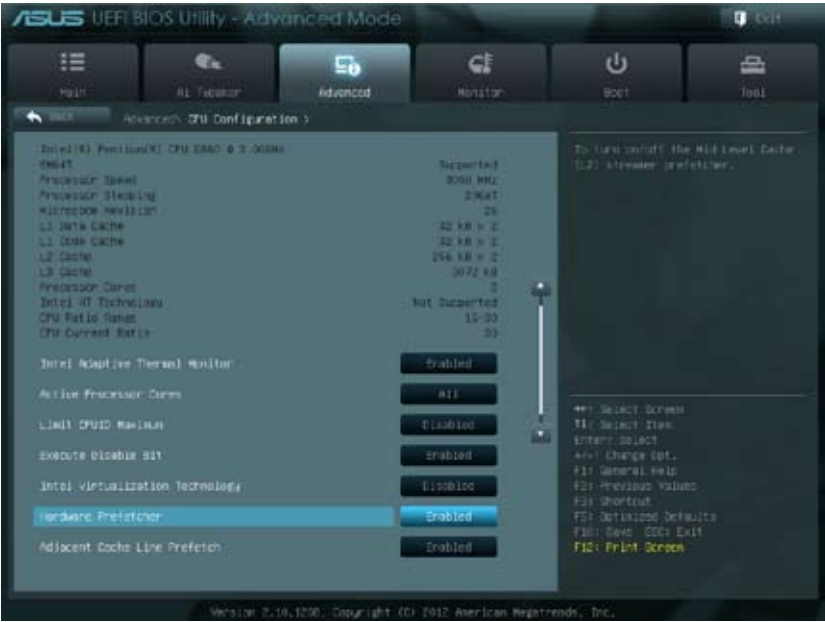 ASUS UEFI BIOS Utility - Advanced Mode
Exit
Main
Ai Tweaker
Advanced
Monitor
Boot
Tool
Back
Advanced\ CPU Configuration >
Intel(R) Pentium(R) CPU @ 3.00GHz
EM64T Supported
Processor Speed 3000 MHz
Processor Stepping
Microcode Revision
L1 Data Cache 32 kB x 2
L1 Code Cache 32 kB x 2
L2 Cache 256 kB x 2
L3 Cache 3072 kB
Processor Cores 2
Intel HT Technology Not Supported
CPU Ratio Range 16-30
CPU Current Ratio 30
Intel Adaptive Thermal Monitor Enabled
Active Processor Cores All
Limit CPUID Maximum Disabled
Execute Disable Bit Enabled
Intel Virtualization Technology Disabled
Hardware Prefetcher Enabled
Adjacent Cache Line Prefetch Enabled
To turn on/off the Mid Level Cache
(L2) streamer prefetcher.
→←: Select Screen
↑↓: Select Item
Enter: Select
+/-: Change Opt.
F1: General Help
F2: Previous Values
F3: Shortcut
F5: Optimized Defaults
F10: Save ESC: Exit
F12: Print Screen
Version 2.10.1208. Copyright (C) 2012 American Megatrends, Inc.